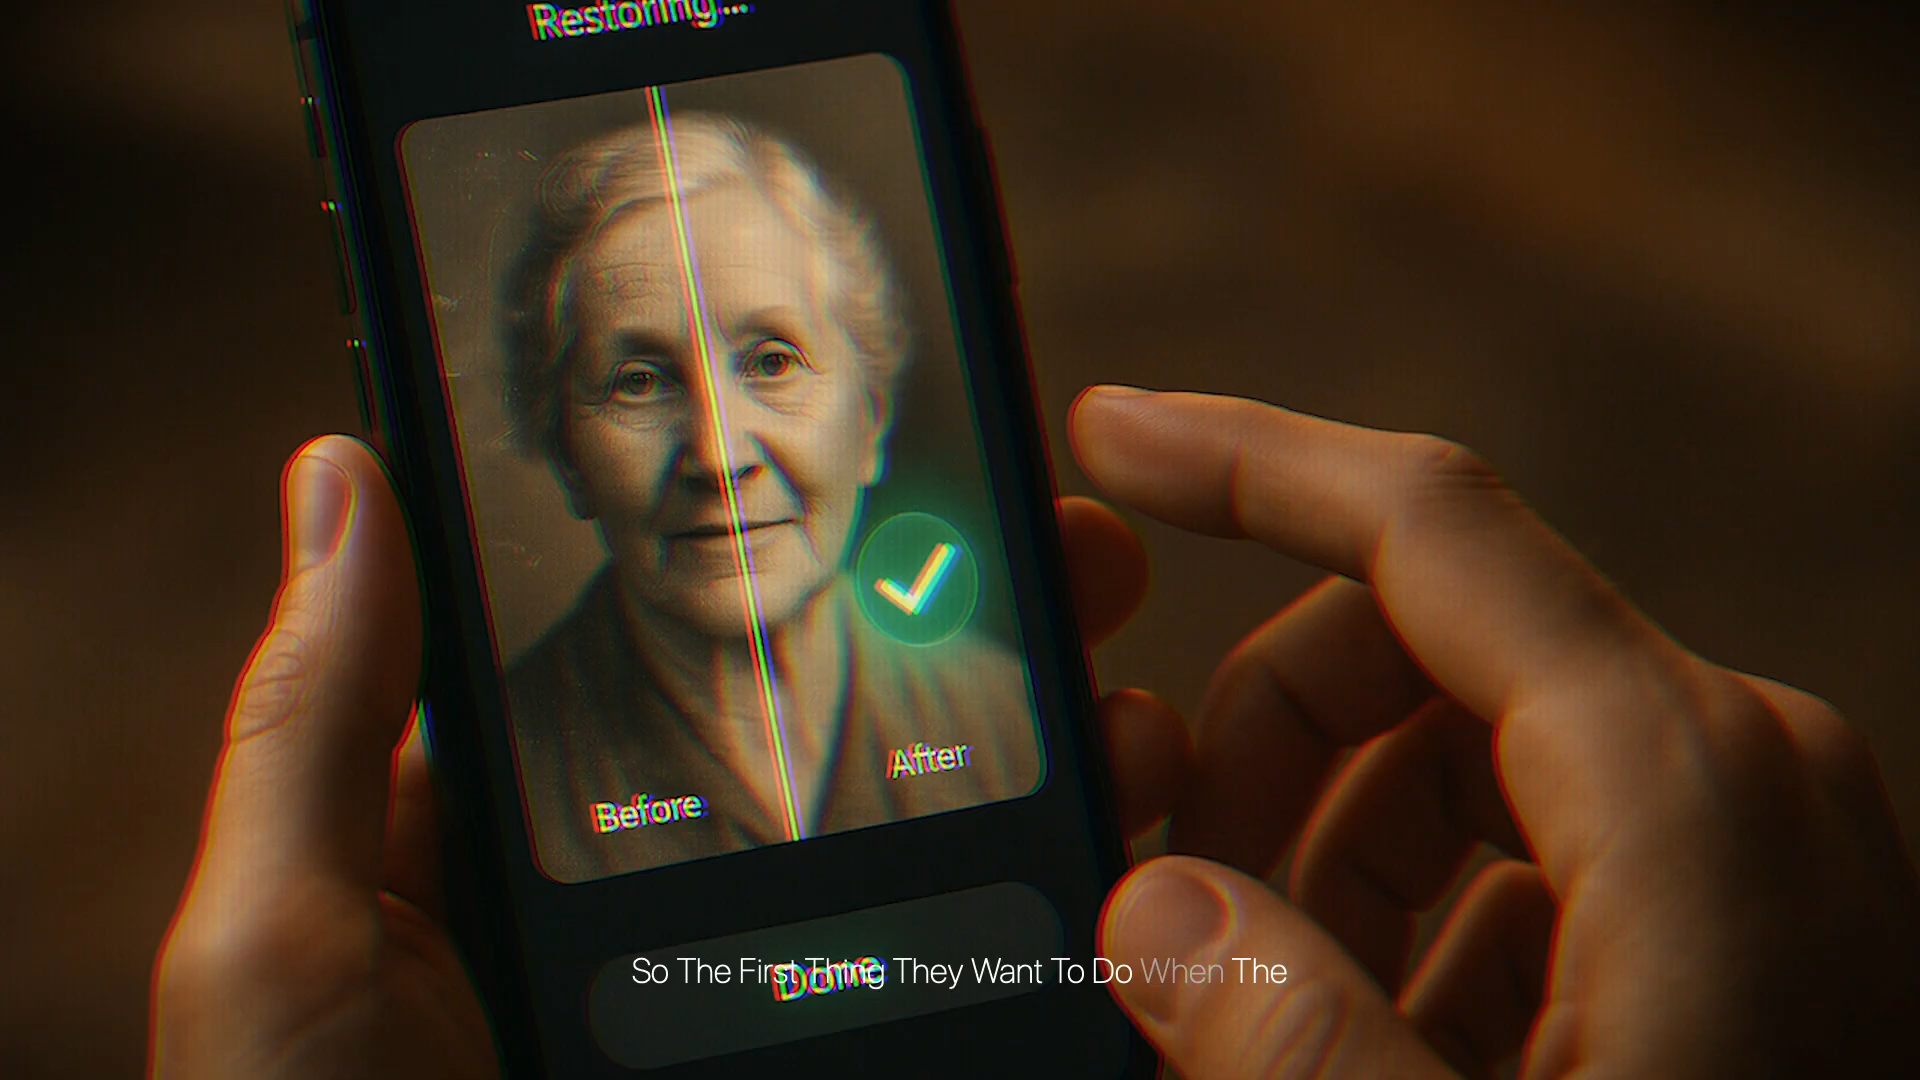 Restoring...
After
Before
Done
So The First Thing They Want To Do When The